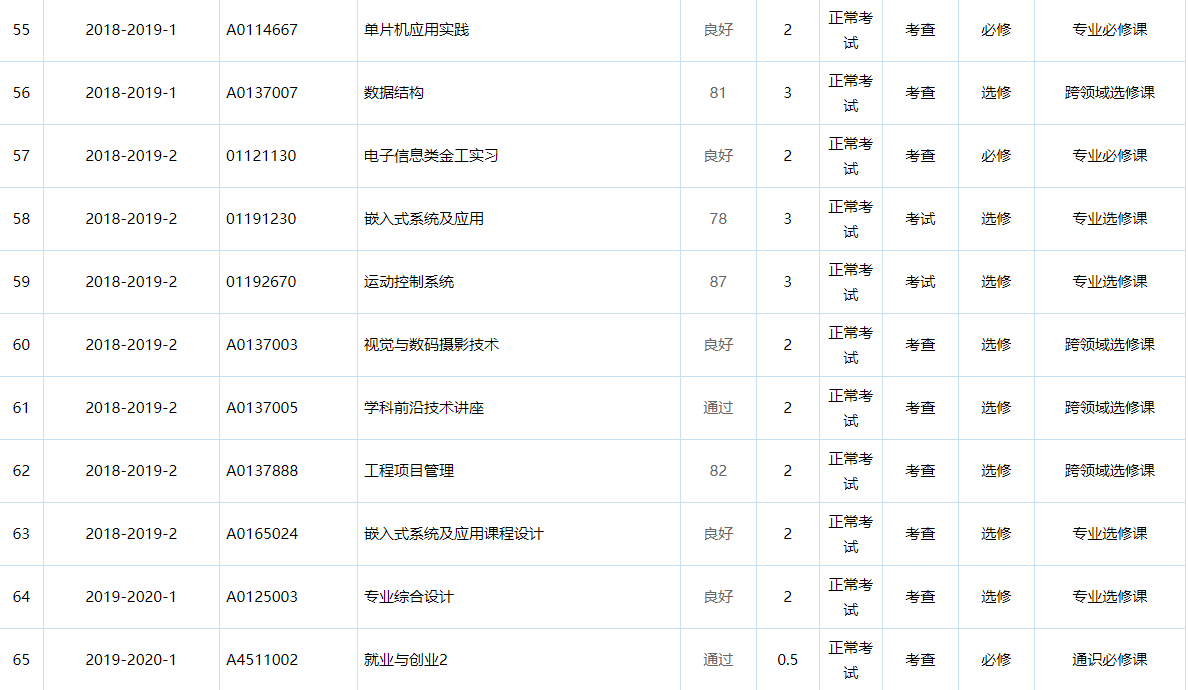 55 2018-2019-1 A0114667 单片机应用实践 良好 2 正常考试 考查 必修 专业必修课
56 2018-2019-1 A0137007 数据结构 81 3 正常考试 考查 选修 跨领域选修课
57 2018-2019-2 01121130 电子信息类金工实习 良好 2 正常考试 考查 必修 专业必修课
58 2018-2019-2 01191230 嵌入式系统及应用 78 3 正常考试 考试 选修 专业选修课
59 2018-2019-2 01192670 运动控制系统 87 3 正常考试 考试 选修 专业选修课
60 2018-2019-2 A0137003 视觉与数码摄影技术 良好 2 正常考试 考查 选修 跨领域选修课
61 2018-2019-2 A0137005 学科前沿技术讲座 通过 2 正常考试 考查 选修 跨领域选修课
62 2018-2019-2 A0137888 工程项目管理 82 2 正常考试 考查 选修 跨领域选修课
63 2018-2019-2 A0165024 嵌入式系统及应用课程设计 良好 2 正常考试 考查 选修 专业选修课
64 2019-2020-1 A0125003 专业综合设计 良好 2 正常考试 考查 选修 专业选修课
65 2019-2020-1 A4511002 就业与创业2 通过 0.5 正常考试 考查 必修 通识必修课